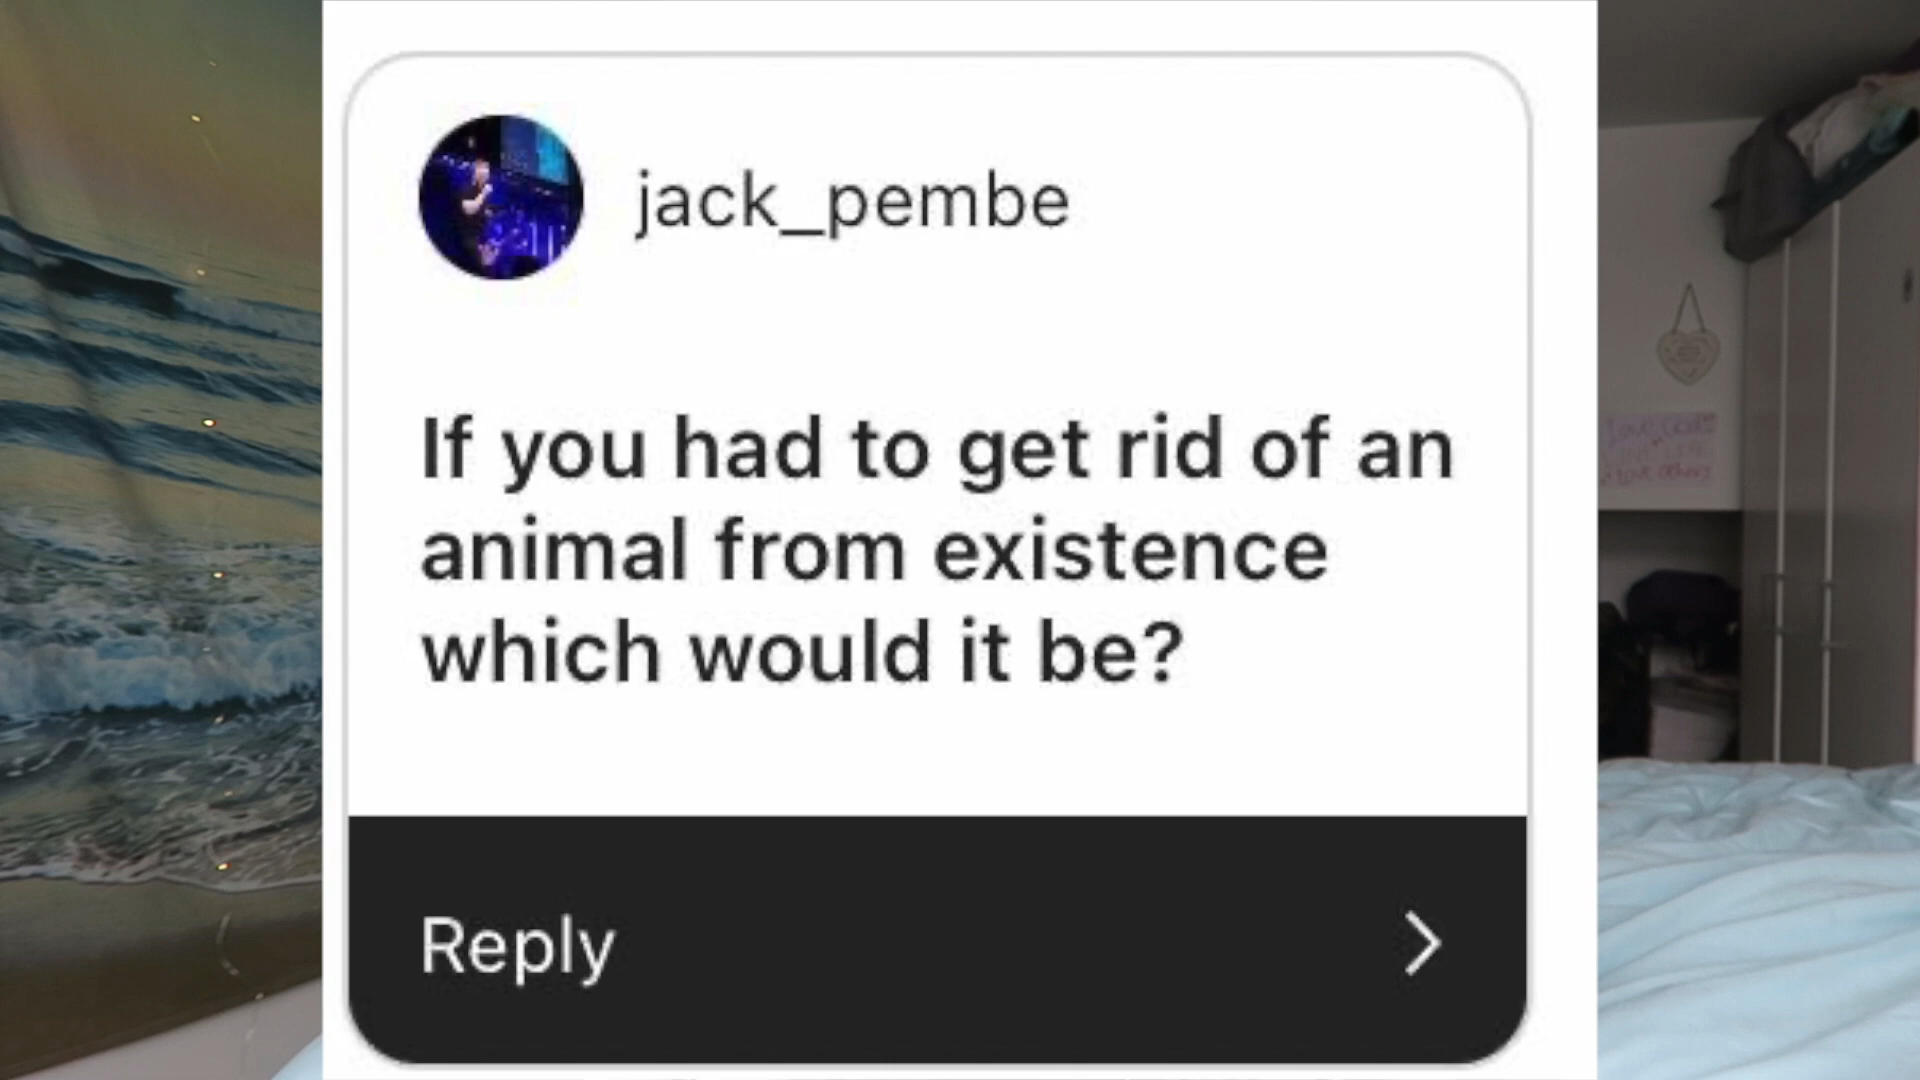 jack_pembe
If you had to get rid of an
animal from existence
which would it be?
Reply